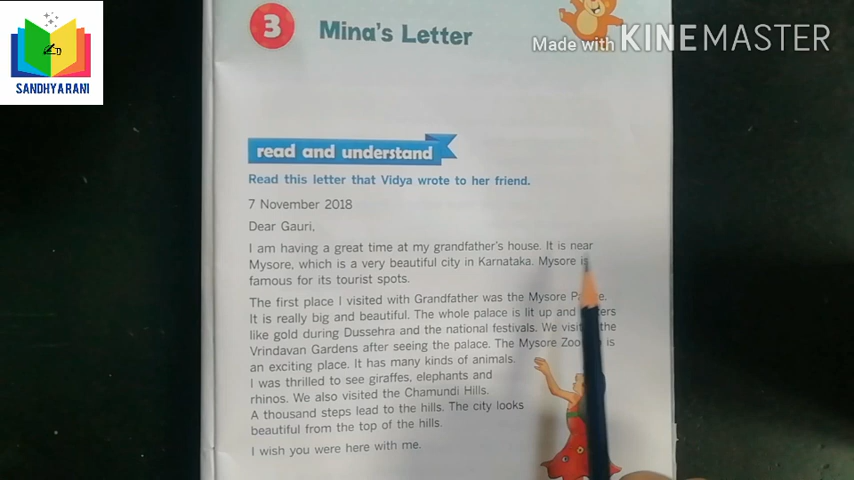 3
Mina's Letter
Made with KINEMASTER
SANDHYARANI
read and understand
Read this letter that Vidya wrote to her friend.
7 November 2018
Dear Gauri,
I am having a great time at my grandfather's house. It is near
Mysore, which is a very beautiful city in Karnataka. Mysore is
famous for its tourist spots.
The first place I visited with Grandfather was the Mysore
It is really big and beautiful. The whole palace is lit up and
like gold during Dussehra and the national festivals. We the
Vrindavan Gardens after seeing the palace. The Mysore is
an exciting place. It has many kinds of animals.
I was thrilled to see giraffes, elephants and
rhinos. We also visited the Chamundi Hills.
A thousand steps lead to the hills. The city looks
beautiful from the top of the hills.
I wish you were here with me.